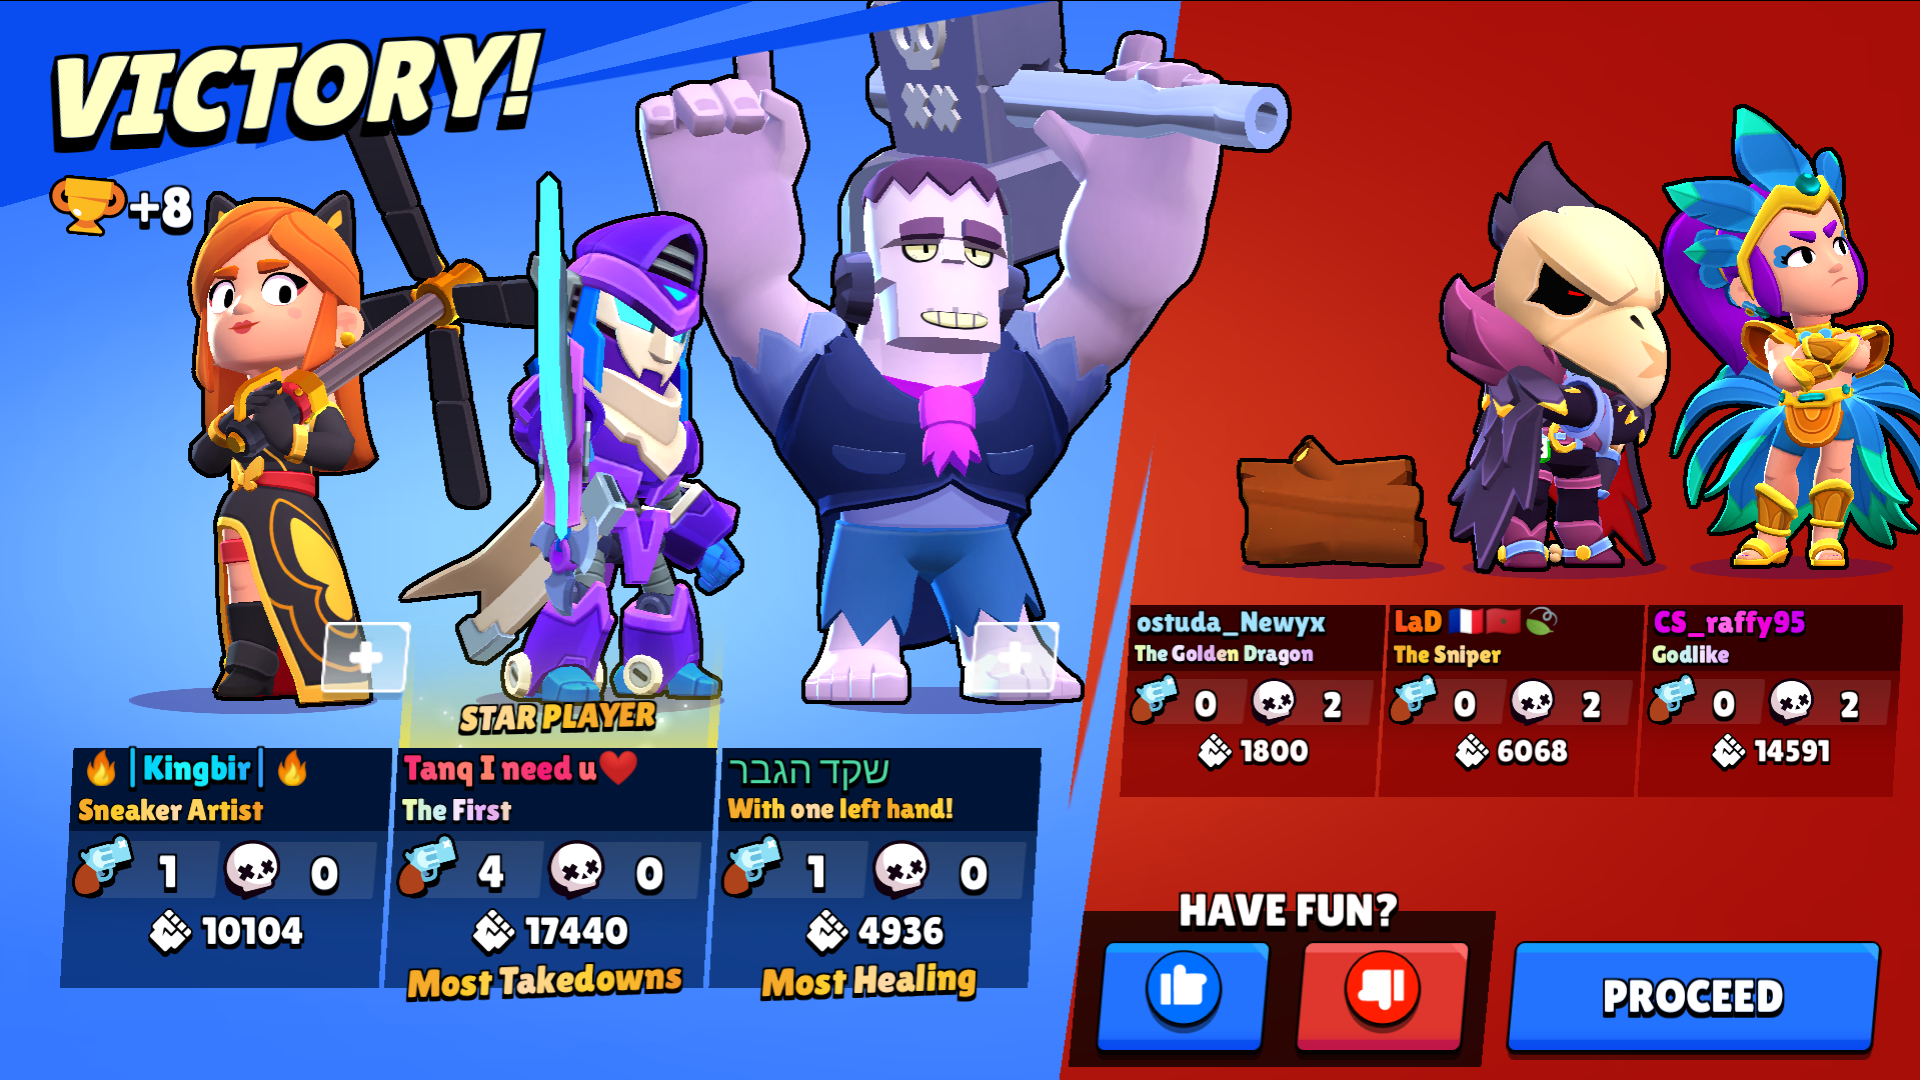 VICTORY!
+8
STAR PLAYER
🔥 |Kingbir| 🔥
Sneaker Artist
1 0
10104
Tanq I need u❤️
The First
4 0
17440
Most Takedowns
שקד הגבר
With one left hand!
1 0
4936
Most Healing
ostuda_Newyx
The Golden Dragon
0 2
1800
LaD 🇫🇷🇲🇦🍃
The Sniper
0 2
6068
CS_raffy95
Godlike
0 2
14591
HAVE FUN?
PROCEED